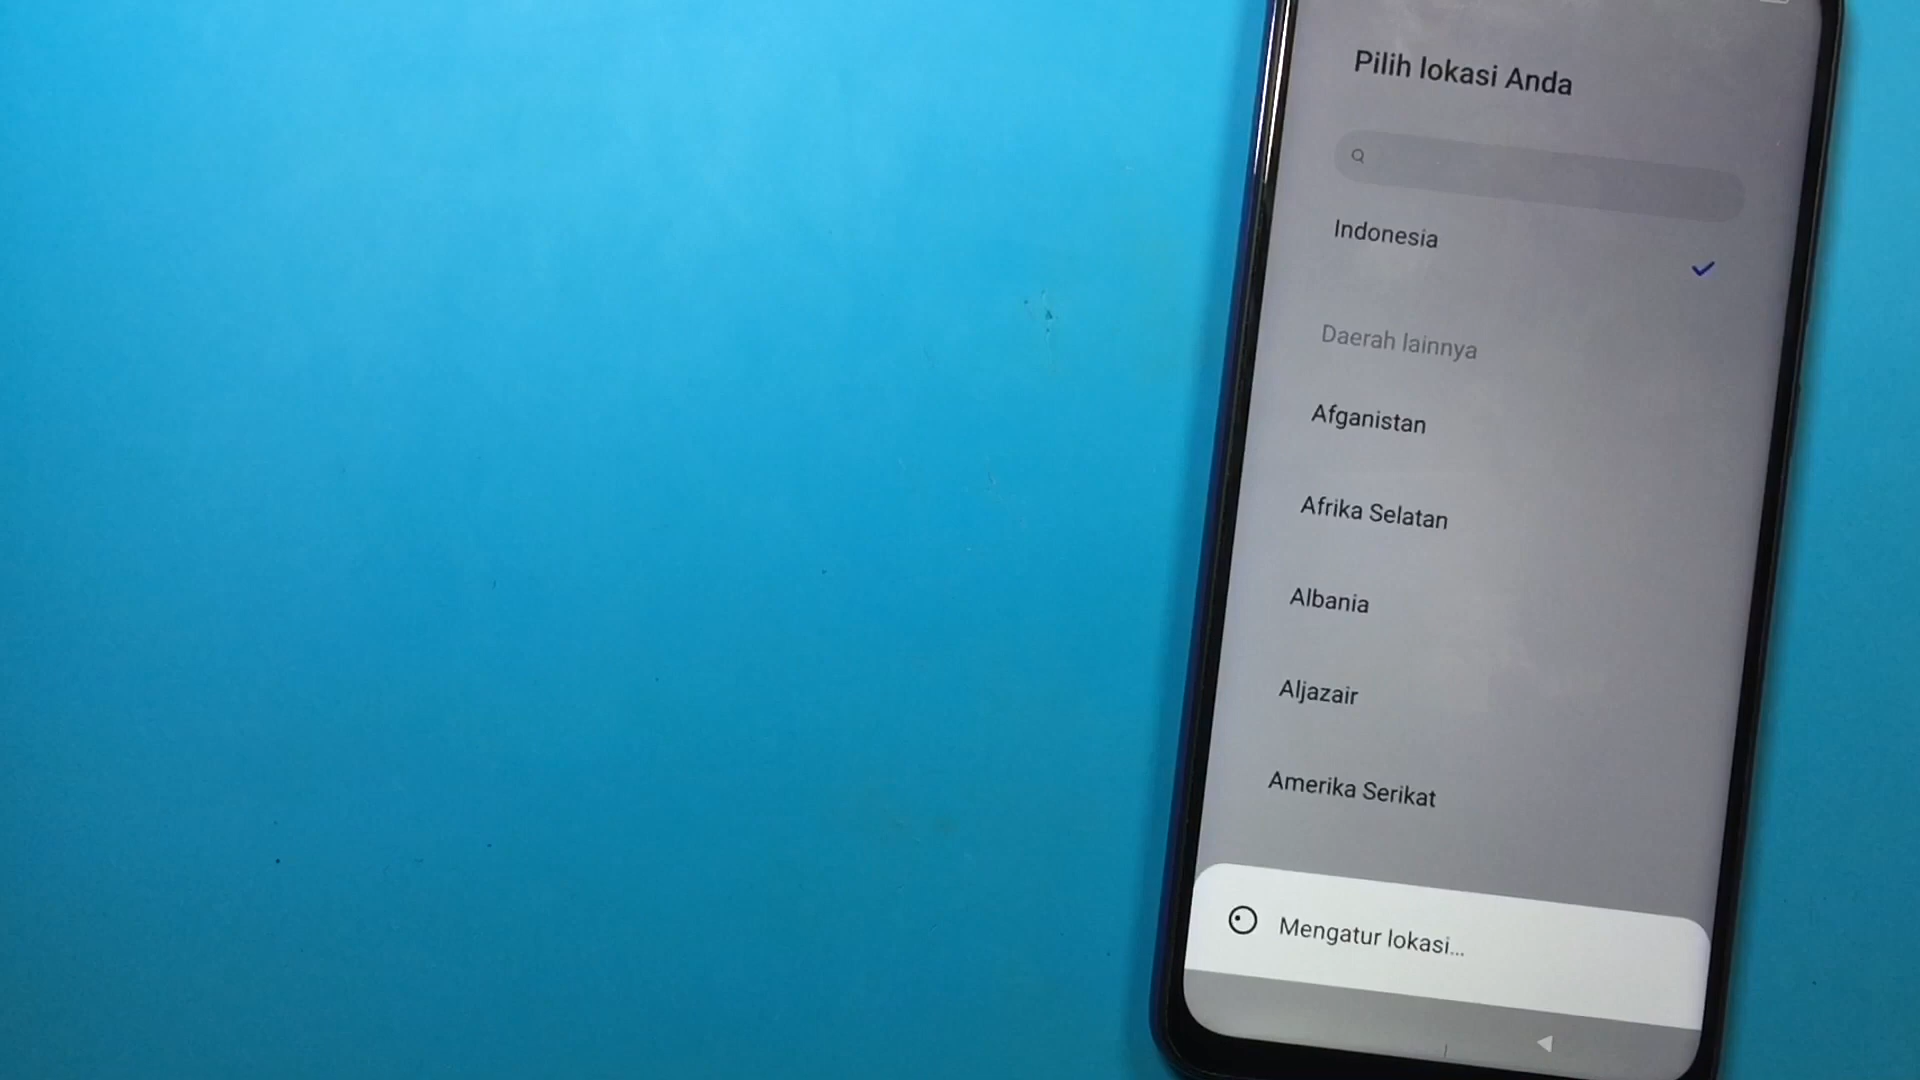 Pilih lokasi Anda
Indonesia
Daerah lainnya
Afganistan
Afrika Selatan
Albania
Aljazair
Amerika Serikat
Mengatur lokasi...